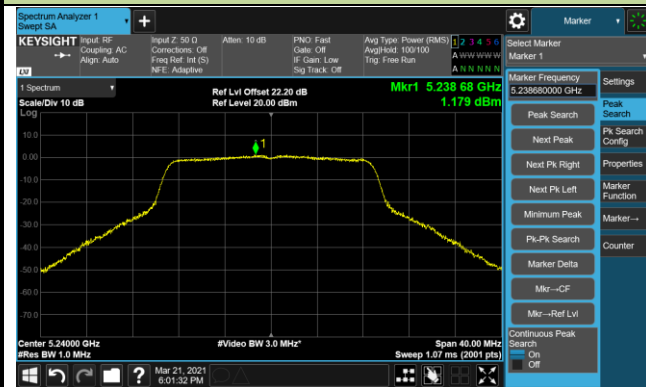 Spectrum Analyzer 1
Swept SA
Marker
KEYSIGHT
Input: RF
Coupling: AC
Align: Auto
Input Z: 50 Ω
Corrections: Off
Freq Ref: Int (S)
NFE: Adaptive
Atten: 10 dB
PNO: Fast
Gate: Off
IF Gain: Low
Sig Track: Off
Avg Type: Power (RMS)
Avg|Hold: 100/100
Trig: Free Run
1 2 3 4 5 6
A W W W W W
A N N N N N
LXI
Select Marker
Marker 1
1 Spectrum
Scale/Div 10 dB
Log
Ref Lvl Offset 22.20 dB
Ref Level 20.00 dBm
Mkr1 5.238 68 GHz
1.179 dBm
10.0
0.00
-10.0
-20.0
-30.0
-40.0
-50.0
-60.0
-70.0
1
Center 5.24000 GHz
#Res BW 1.0 MHz
#Video BW 3.0 MHz*
Span 40.00 MHz
Sweep 1.07 ms (2001 pts)
Marker Frequency
5.238680000 GHz
Peak Search
Next Peak
Next Pk Right
Next Pk Left
Minimum Peak
Pk-Pk Search
Marker Delta
Mkr→CF
Mkr→Ref Lvl
Continuous Peak
Search
On
Off
Settings
Peak
Search
Pk Search
Config
Properties
Marker
Function
Marker→
Counter
?
Mar 21, 2021
6:01:32 PM